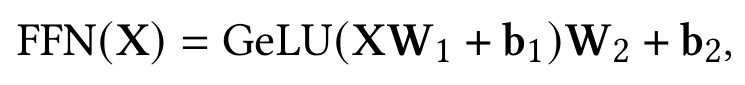 FFN(X) = GeLU(XW₁ + b₁)W₂ + b₂,